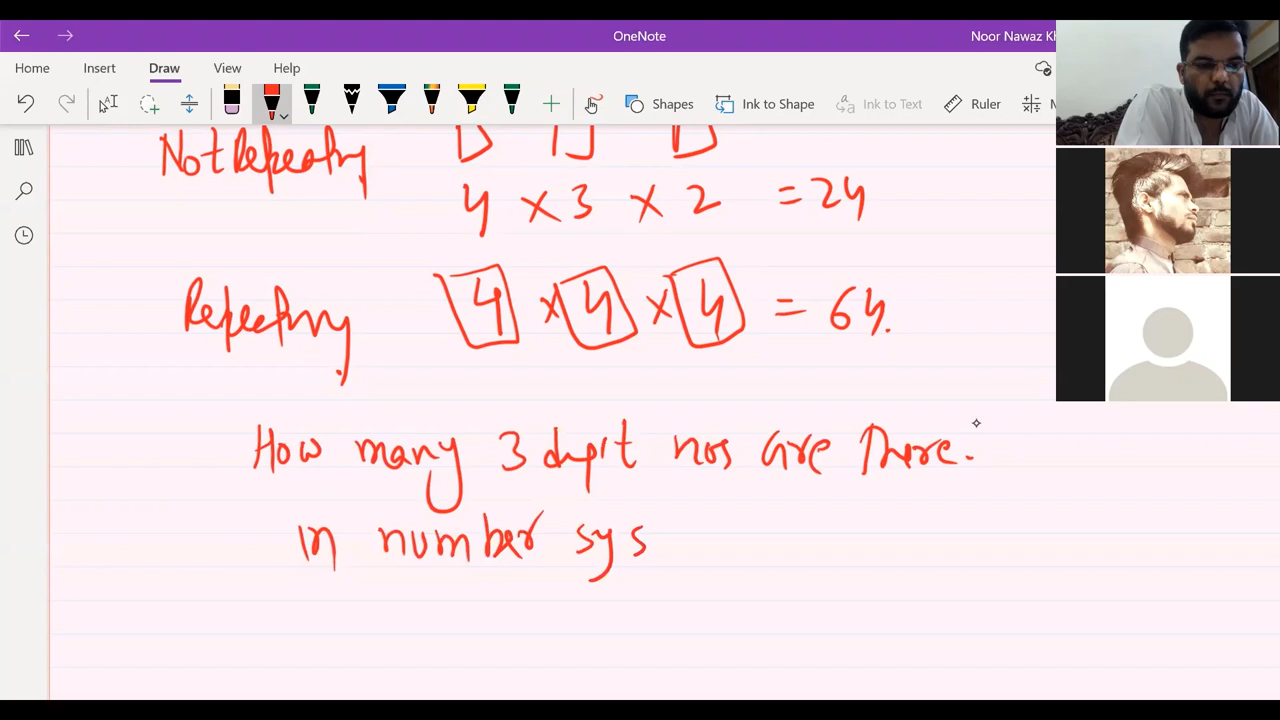 OneNote
Noor Nawaz Kh
Home Insert Draw View Help
Shapes Ink to Shape Ink to Text Ruler M
Not Repeating
4 × 3 × 2 = 24
Repeating 4 × 4 × 4 = 64.
How many 3 digit nos are there.
in number sys